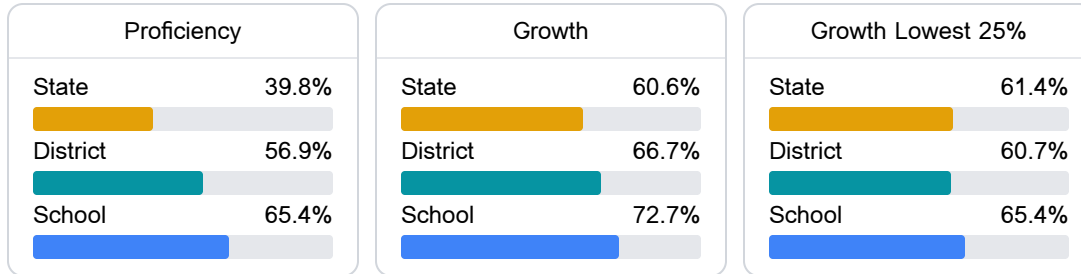 Proficiency
State 39.8%
District 56.9%
School 65.4%
Growth
State 60.6%
District 66.7%
School 72.7%
Growth Lowest 25%
State 61.4%
District 60.7%
School 65.4%